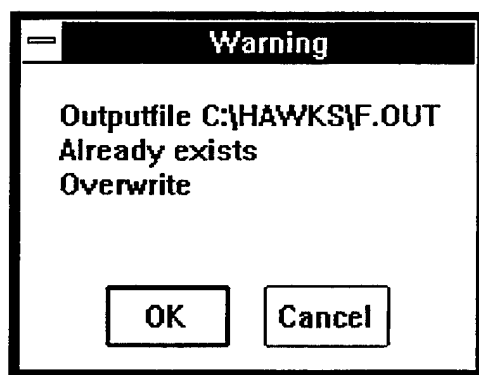 Warning
Outputfile C:\HAWKS\F.OUT
Already exists
Overwrite
OK Cancel